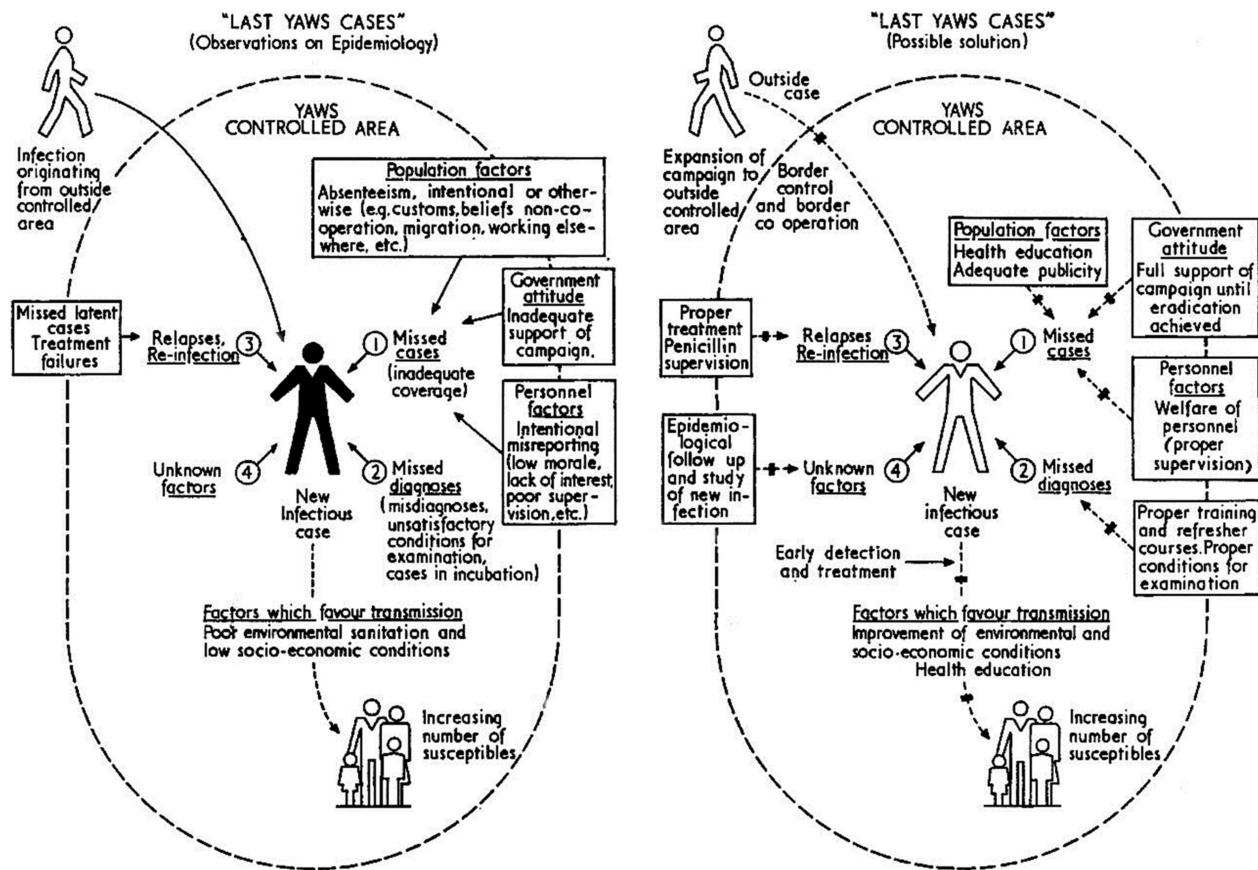 "LAST YAWS CASES"
(Observations on Epidemiology)
YAWS
CONTROLLED AREA
Infection
originating
from outside
controlled
area
Population factors
Absenteeism, intentional or other-
wise (e.g. customs, beliefs non-co-
operation, migration, working else-
where, etc.)
Government
attitude
Inadequate
support of
campaign.
Missed latent
cases
Treatment
failures
Relapses,
Re-infection
3
1
Missed
cases
(inadequate
coverage)
Personnel
factors
Intentional
misreporting
(low morale,
lack of interest,
poor super-
vision, etc.)
Unknown
factors
4
2
Missed
diagnoses
(misdiagnoses,
unsatisfactory
conditions for
examination,
cases in incubation)
New
Infectious
case
Factors which favour transmission
Poor environmental sanitation and
low socio-economic conditions
Increasing
number of
susceptibles
"LAST YAWS CASES"
(Possible solution)
Outside
case
YAWS
CONTROLLED AREA
Expansion of
campaign to
outside
controlled
area
Border
control
and border
co operation
Population factors
Health education
Adequate publicity
Government
attitude
Full support of
campaign until
eradication
achieved
Proper
treatment
Penicillin
supervision
Relapses
Re-infection
3
1
Missed
cases
Personnel
factors
Welfare of
personnel
(proper
supervision)
Epidemio-
logical
follow up
and study
of new in-
fection
Unknown
factors
4
2
Missed
diagnoses
New
infectious
case
Proper training
and refresher
courses. Proper
conditions for
examination
Early detection
and treatment
Factors which favour transmission
Improvement of environmental and
socio-economic conditions
Health education
Increasing
number of
susceptibles